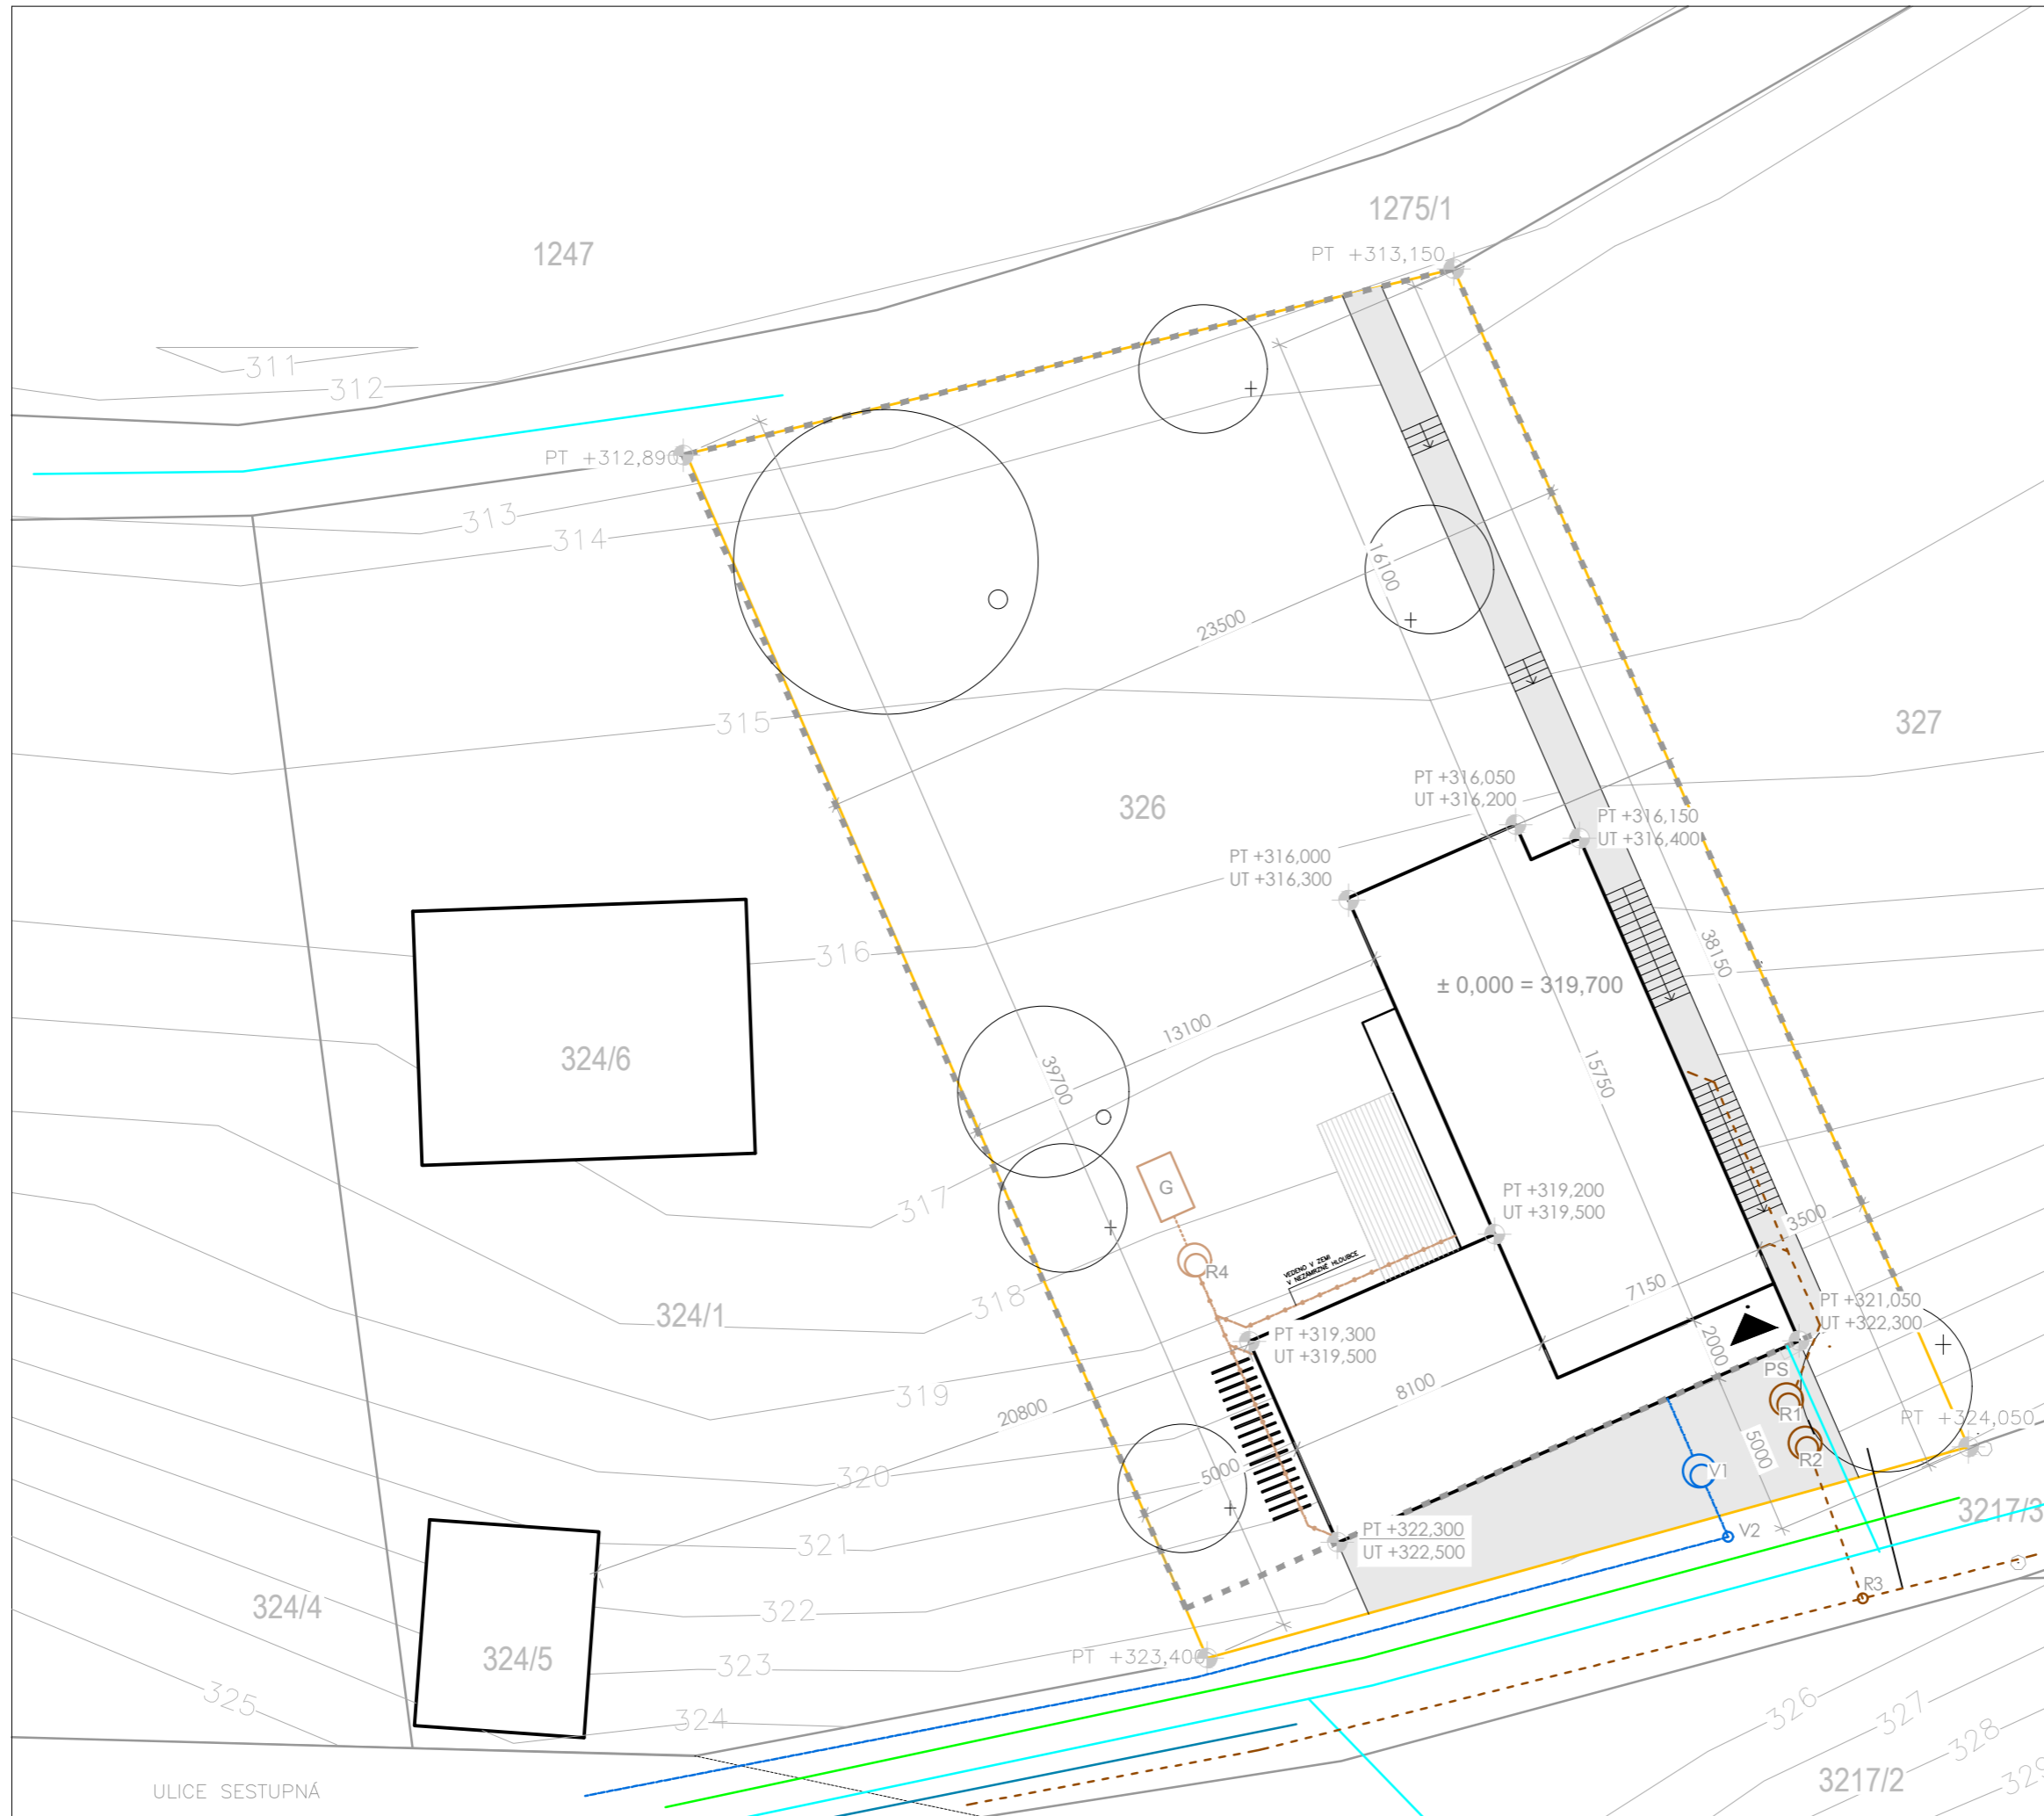 1275/1
1247
PT +313,150
311
312
PT +312,890
313
314
16100
23500
315
327
PT +316,050
UT +316,200
326
PT +316,150
UT +316,400
PT +316,000
UT +316,300
316
38150
± 0,000 = 319,700
13100
324/6
39700
15750
317
G
PT +319,200
UT +319,500
3500
VEDENO V ZEMI
V NEZÁMRZNÉ HLOUBCE
R4
7150
318
324/1
PT +321,050
UT +322,300
PT +319,300
UT +319,500
2000
PS
319
8100
20800
R1
PT +324,050
5000
R2
320
5000
V1
3217/3
321
PT +322,300
UT +322,500
V2
R3
322
324/4
324/5
PT +323,400
323
325
324
326
327
328
329
3217/2
ULICE SESTUPNÁ